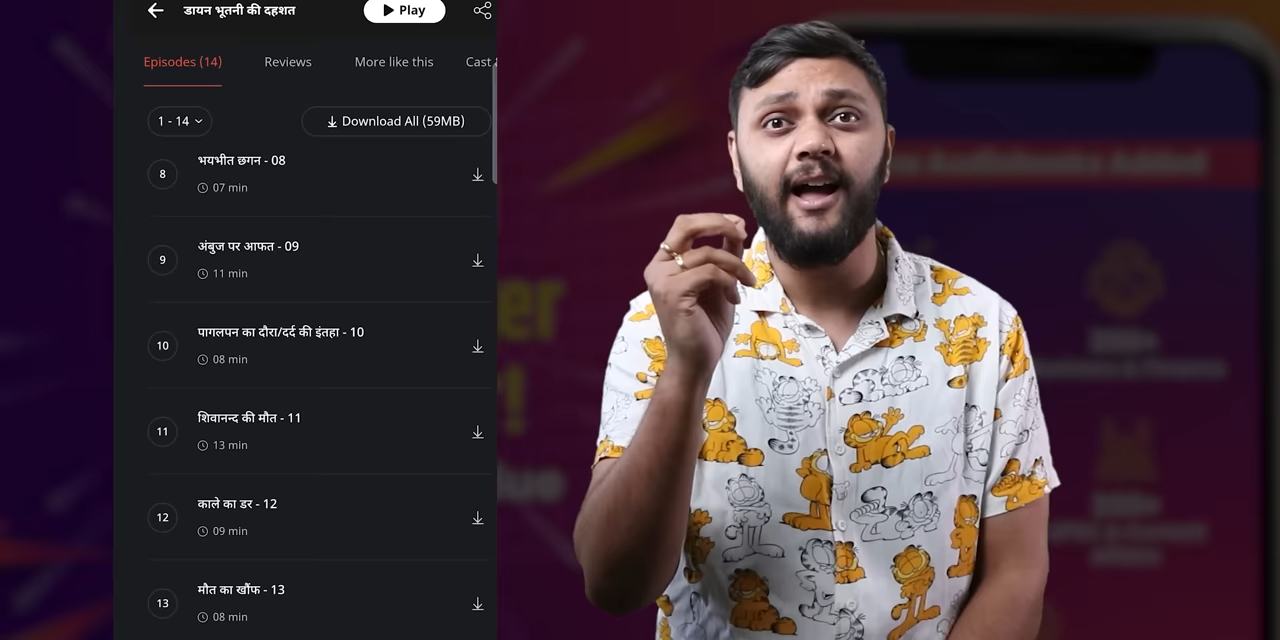 डायन भूतनी की दहशत
Play
Episodes (14)
Reviews
More like this
Cast
1 - 14
Download All (59MB)
8
भयभीत छगन - 08
07 min
9
अंबुज पर आफत - 09
11 min
10
पागलपन का दौरा/दर्द की इंतहा - 10
08 min
11
शिवानन्द की मौत - 11
13 min
12
काले का डर - 12
09 min
13
मौत का खौंफ - 13
08 min